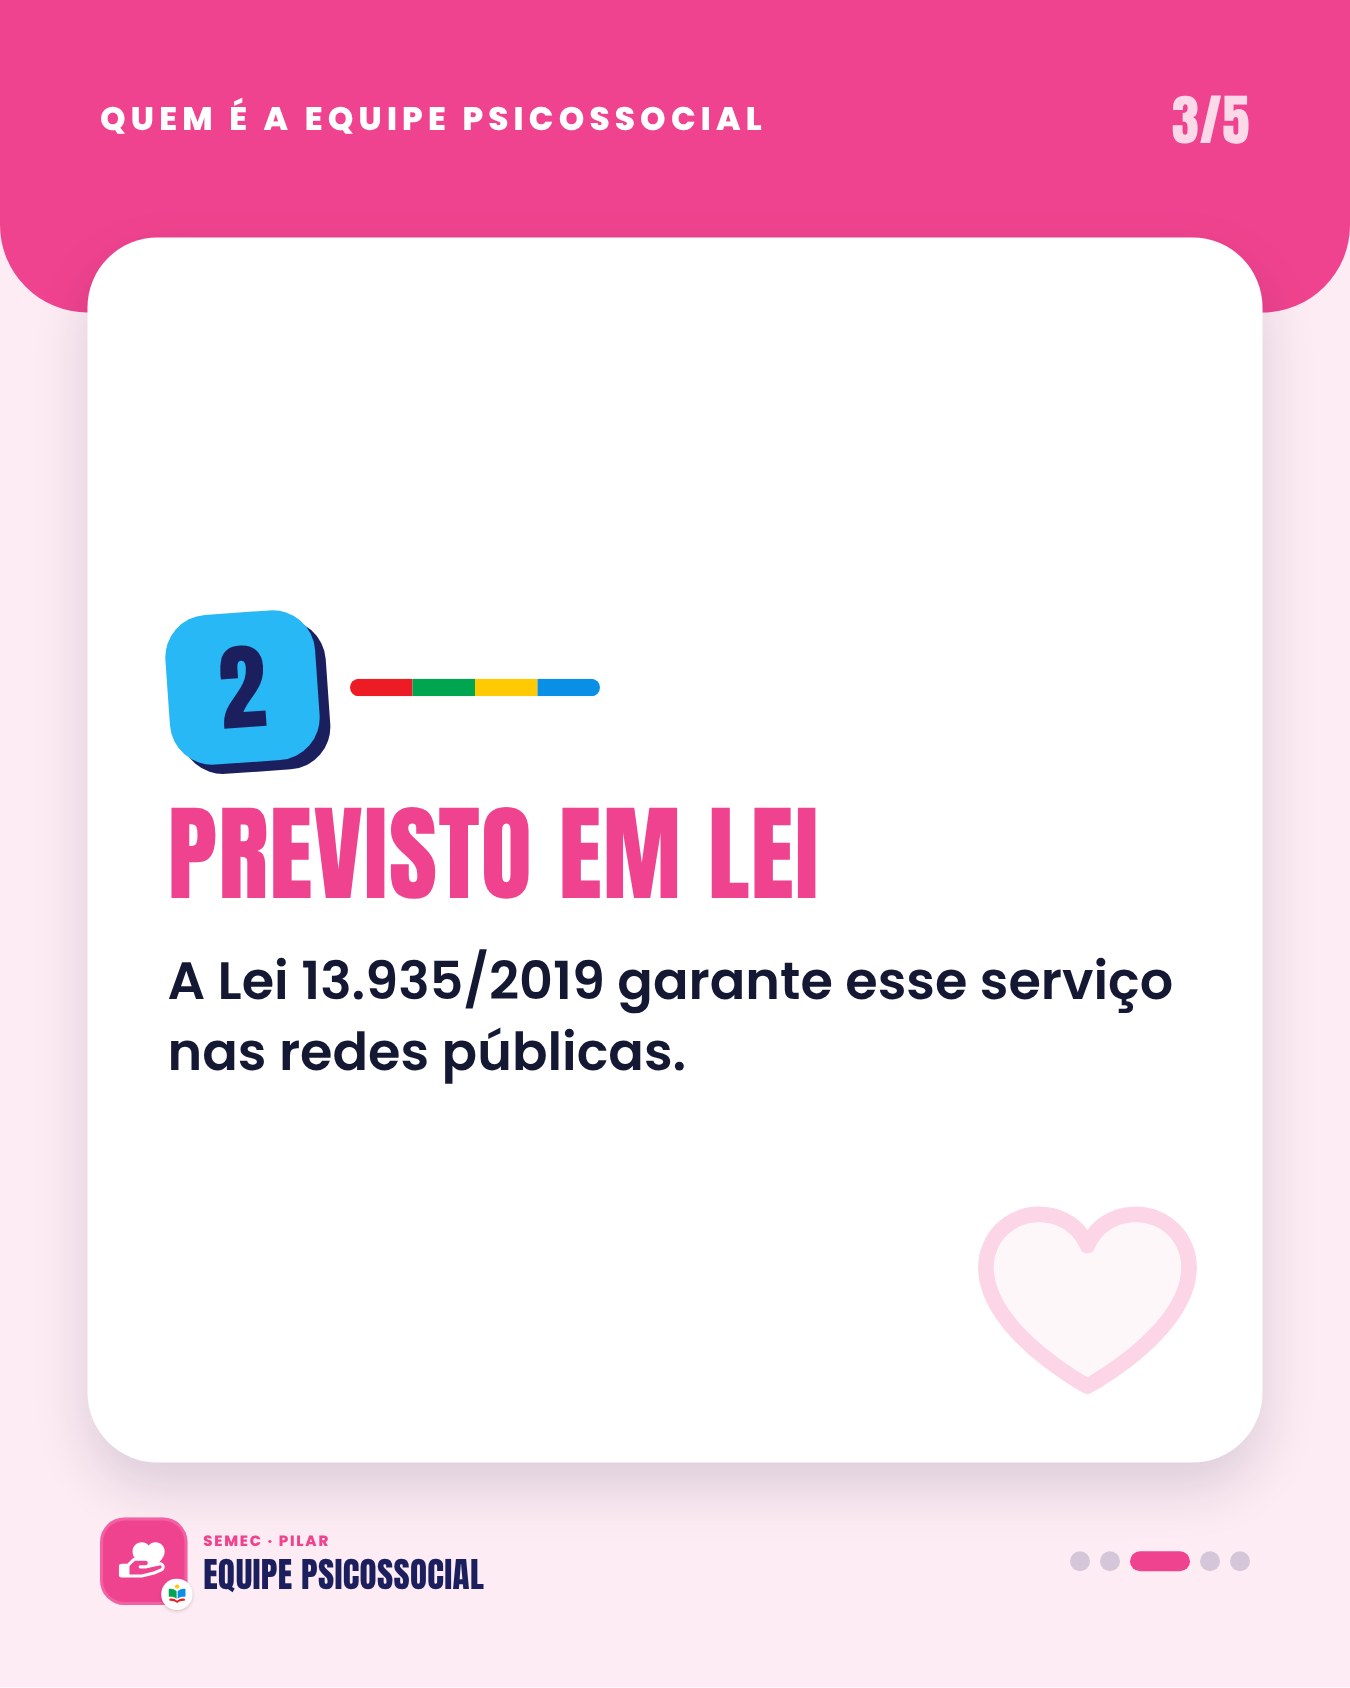 QUEM É A EQUIPE PSICOSSOCIAL
3/5
2
PREVISTO EM LEI
A Lei 13.935/2019 garante esse serviço
nas redes públicas.
SEMEC · PILAR
EQUIPE PSICOSSOCIAL